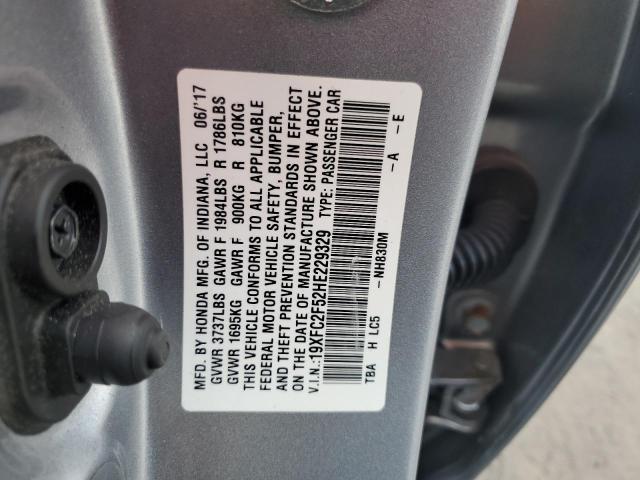 MFD. BY HONDA MFG. OF INDIANA, LLC 06/'17
GVWR 3737LBS GAWR F 1984LBS R 1786LBS
GVWR 1695KG GAWR F 900KG R 810KG
THIS VEHICLE CONFORMS TO ALL APPLICABLE
FEDERAL MOTOR VEHICLE SAFETY, BUMPER,
AND THEFT PREVENTION STANDARDS IN EFFECT
ON THE DATE OF MANUFACTURE SHOWN ABOVE.
V.I.N.:19XFC2F52HE229329 TYPE: PASSENGER CAR
TBA H LC5 -NH830M -A -E